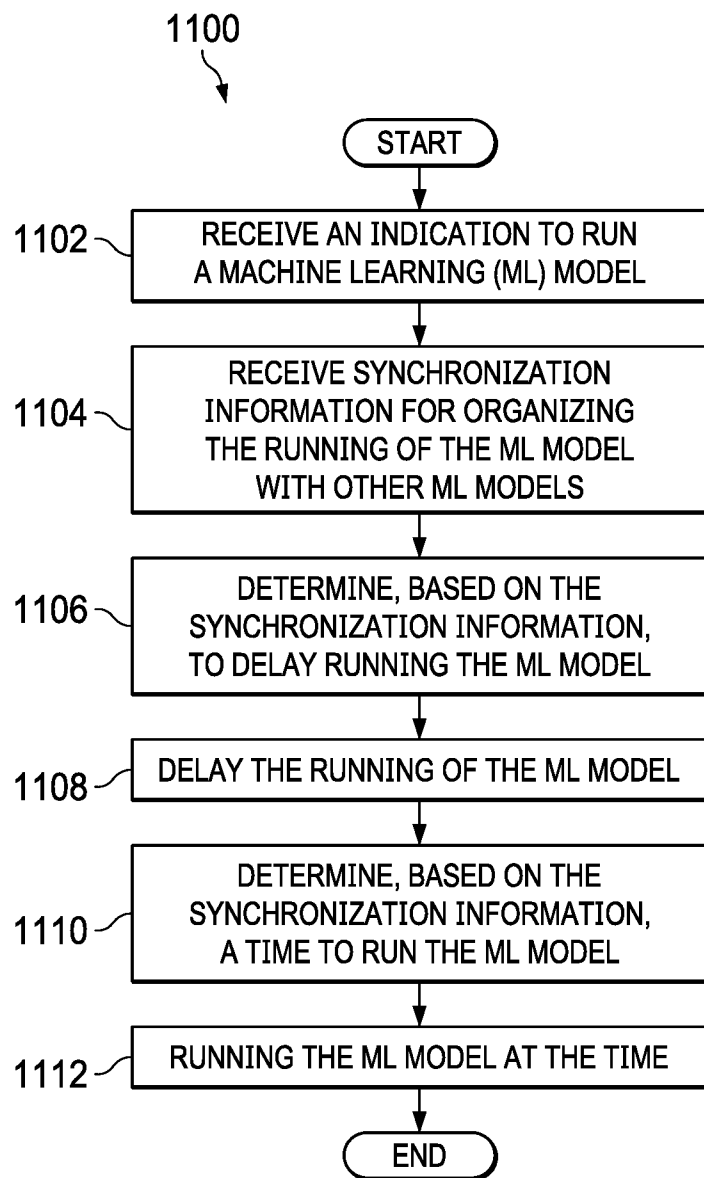 1100
START
1102
RECEIVE AN INDICATION TO RUN
A MACHINE LEARNING (ML) MODEL
1104
RECEIVE SYNCHRONIZATION
INFORMATION FOR ORGANIZING
THE RUNNING OF THE ML MODEL
WITH OTHER ML MODELS
1106
DETERMINE, BASED ON THE
SYNCHRONIZATION INFORMATION,
TO DELAY RUNNING THE ML MODEL
1108
DELAY THE RUNNING OF THE ML MODEL
1110
DETERMINE, BASED ON THE
SYNCHRONIZATION INFORMATION,
A TIME TO RUN THE ML MODEL
1112
RUNNING THE ML MODEL AT THE TIME
END